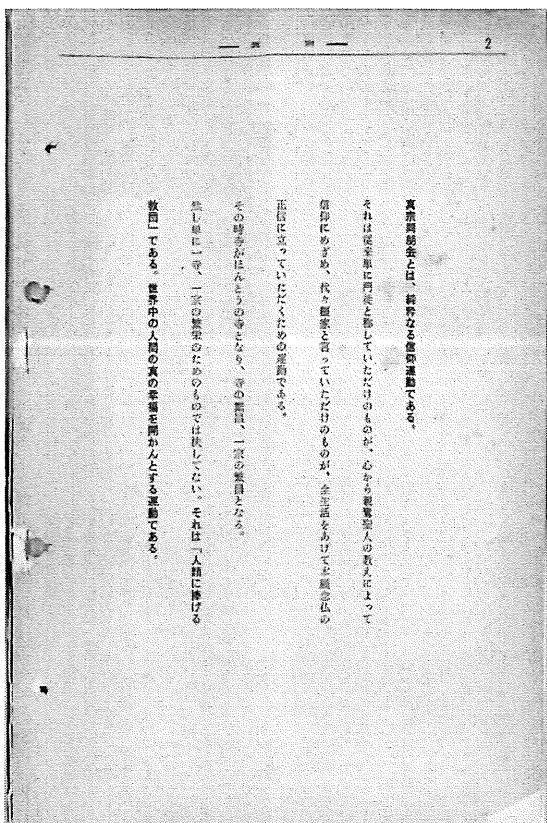 2
真宗同朋会とは、純粋なる信仰運動である。
それは従来単に門徒と称していただけのものが、心から親鸞聖人の教えによって
信仰にめざめ、代々檀家と言っていただけのものが、全生活をあげて本願念仏の
正信に立っていただくための運動である。
その時寺がほんとうの寺となり、寺の繁昌、一宗の繁昌となる。
然し単に一寺、一宗の繁栄のためのものでは決してない。それは「人類に捧げる
教団」である。世界中の人間の真の幸福を開かんとする運動である。